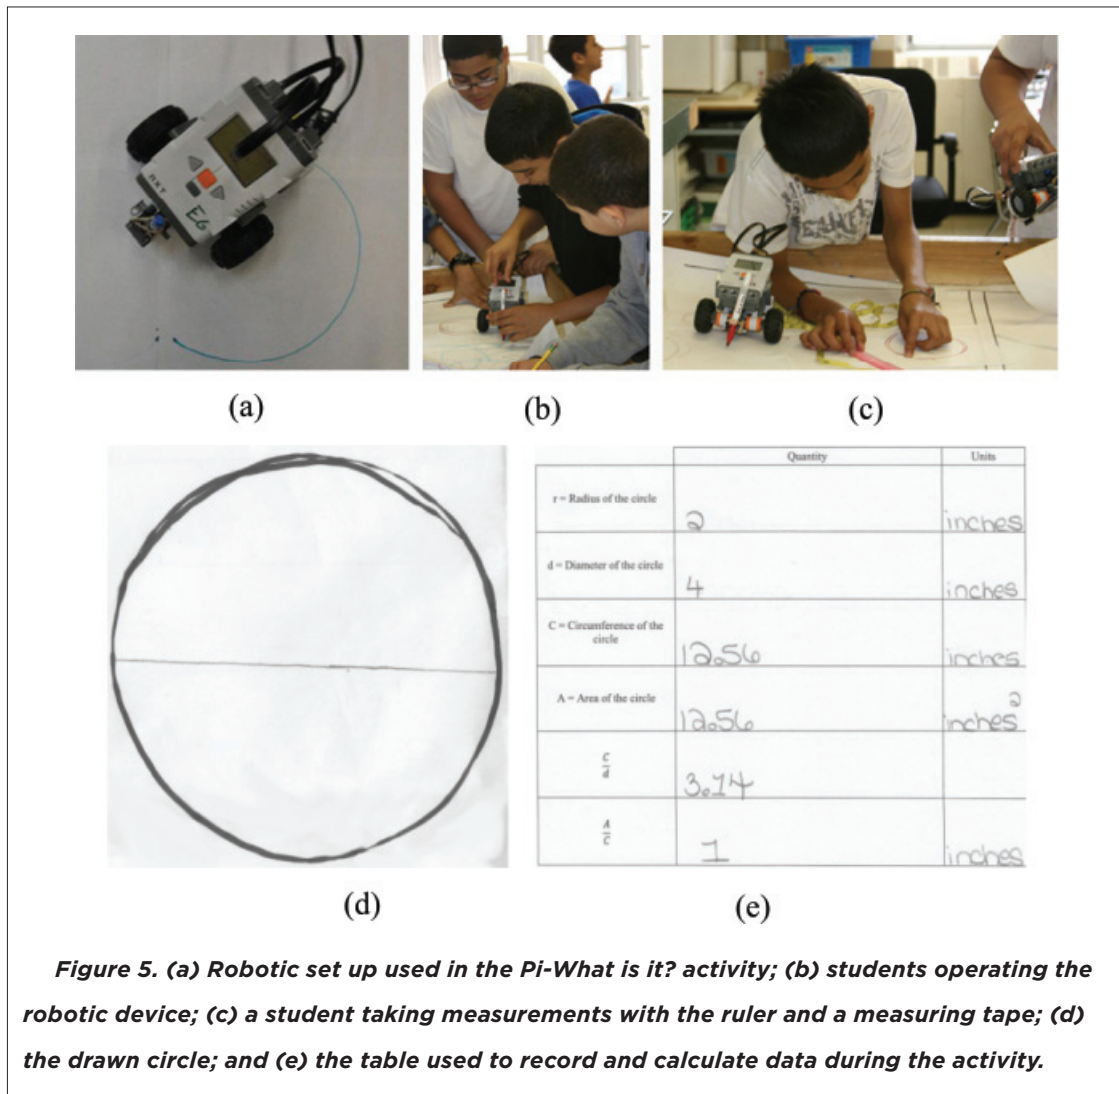 NXT
E6
(a)
(b)
(c)
Quantity Units
r = Radius of the circle 2 inches
d = Diameter of the circle 4 inches
C = Circumference of the circle 12.56 inches
A = Area of the circle 12.56 inches²
C/d 3.14
A/C 1 inches
(d)
(e)
Figure 5. (a) Robotic set up used in the Pi-What is it? activity; (b) students operating the
robotic device; (c) a student taking measurements with the ruler and a measuring tape; (d)
the drawn circle; and (e) the table used to record and calculate data during the activity.